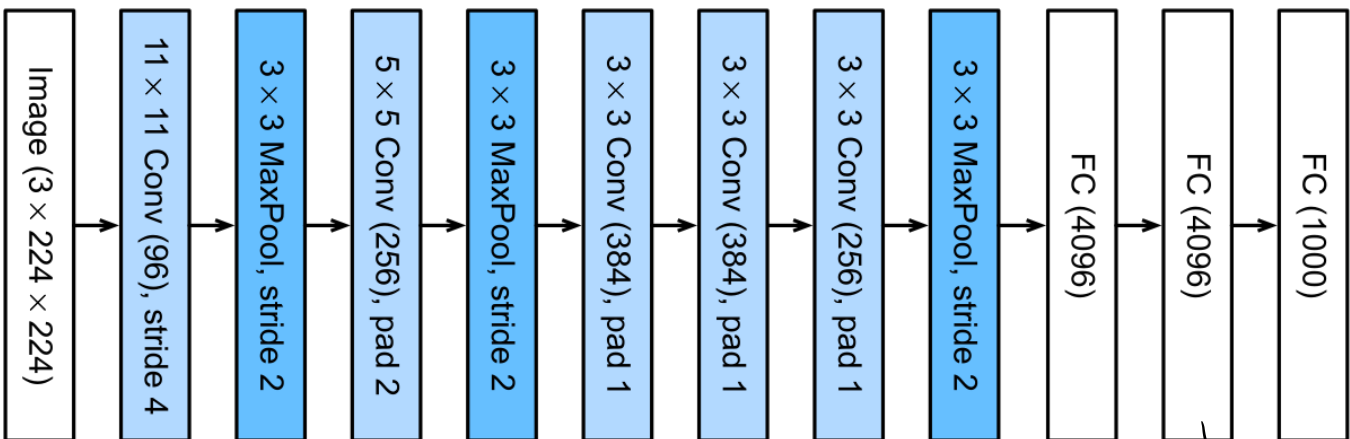 Image (3 × 224 × 224)
11 × 11 Conv (96), stride 4
3 × 3 MaxPool, stride 2
5 × 5 Conv (256), pad 2
3 × 3 MaxPool, stride 2
3 × 3 Conv (384), pad 1
3 × 3 Conv (384), pad 1
3 × 3 Conv (256), pad 1
3 × 3 MaxPool, stride 2
FC (4096)
FC (4096)
FC (1000)